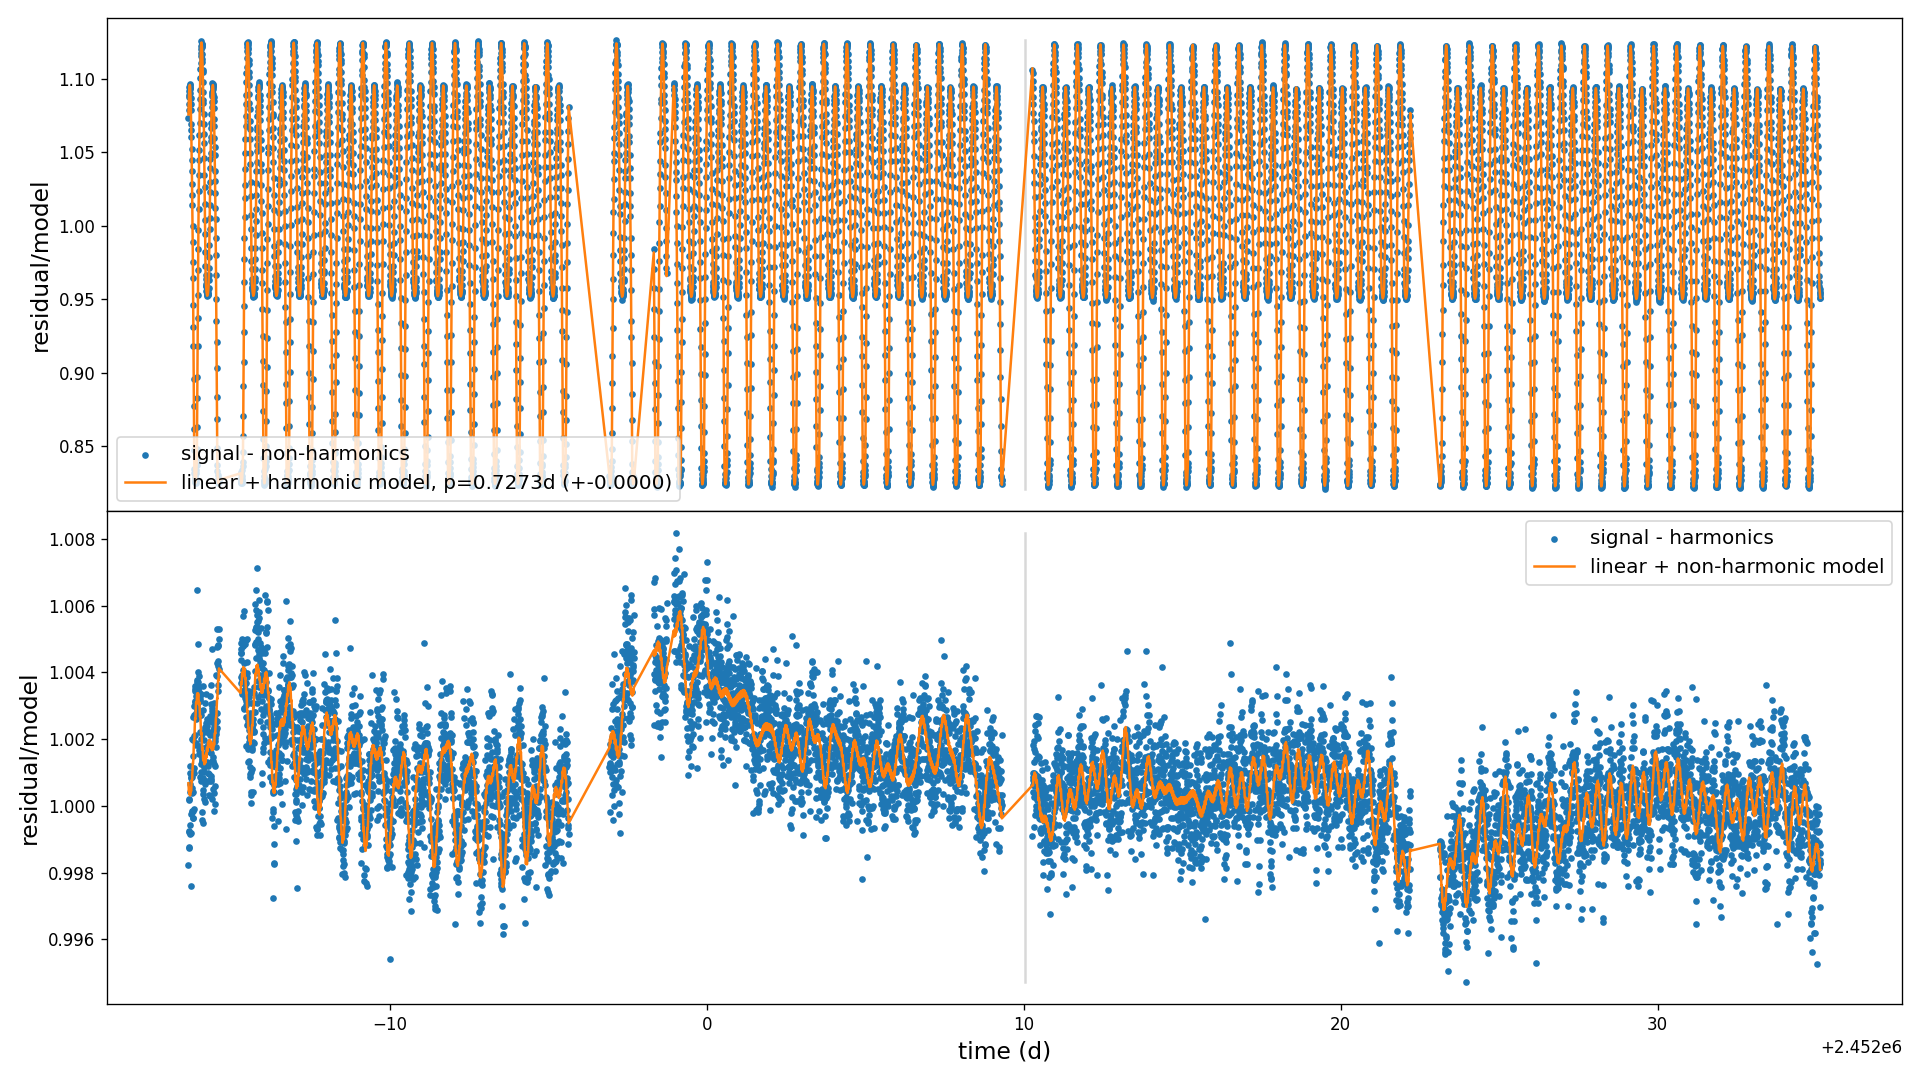 residual/model
1.10
1.05
1.00
0.95
0.90
0.85
signal - non-harmonics
linear + harmonic model, p=0.7273d (+-0.0000)
residual/model
1.008
1.006
1.004
1.002
1.000
0.998
0.996
signal - harmonics
linear + non-harmonic model
−10
0
10
20
30
time (d)
+2.452e6